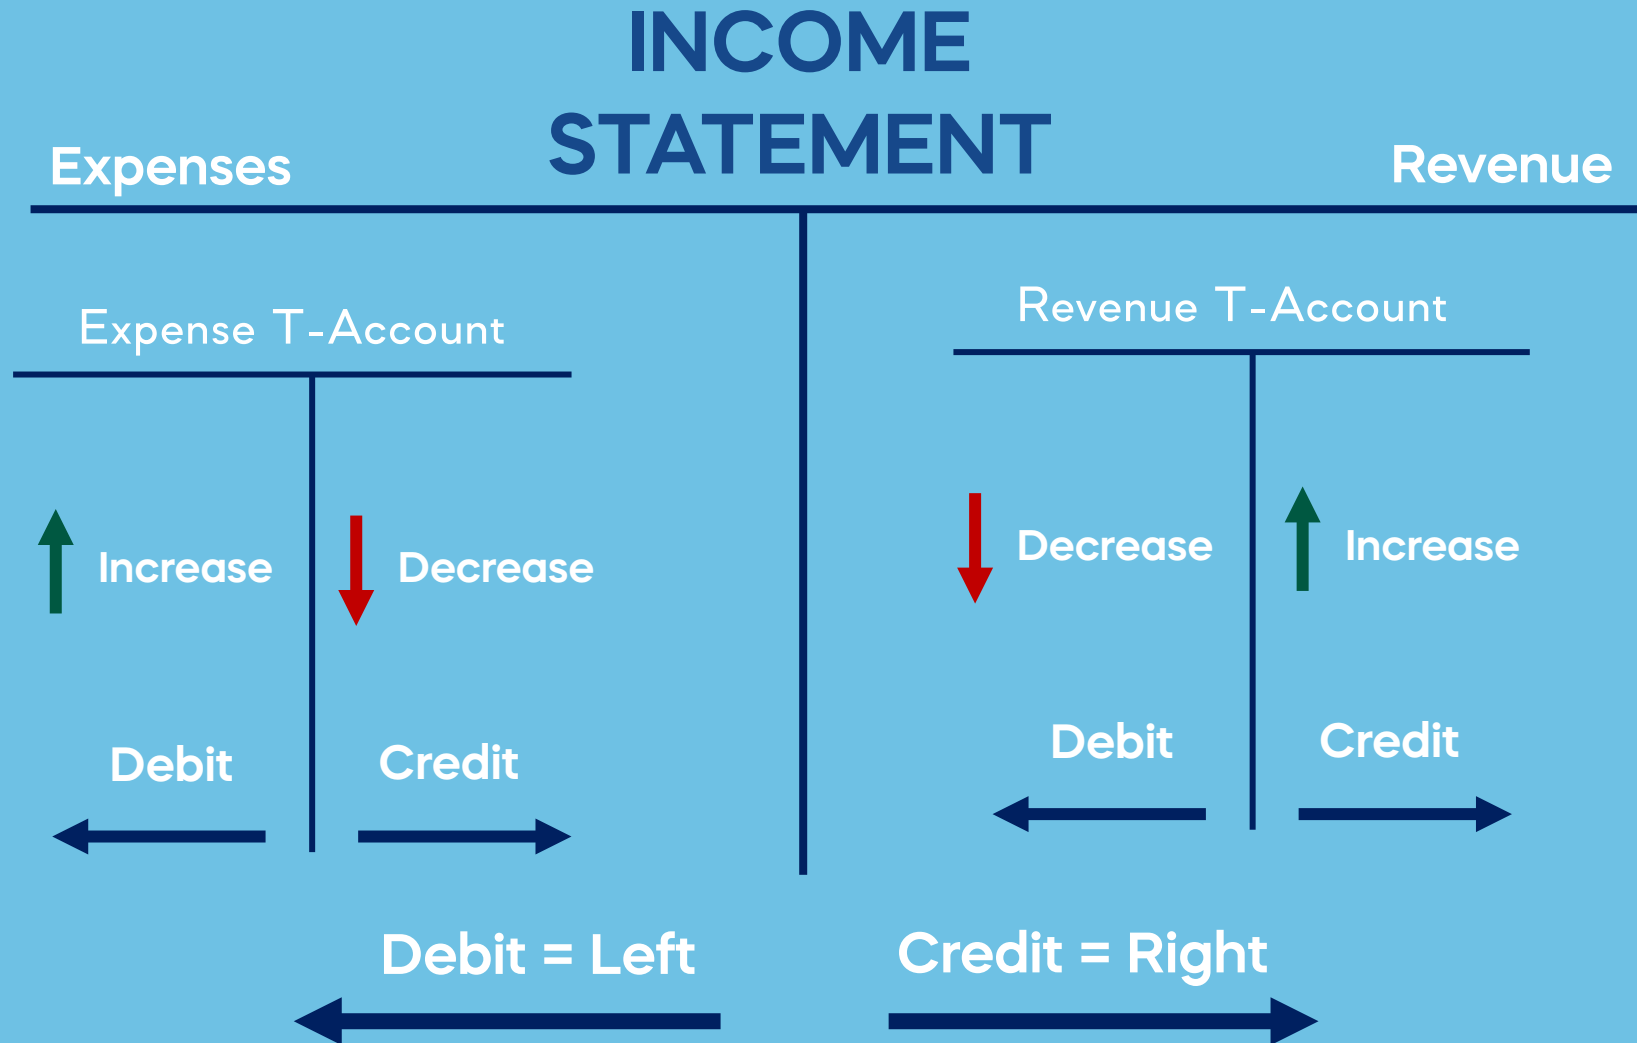 INCOME
STATEMENT
Expenses
Revenue
Expense T-Account
Revenue T-Account
Increase
Decrease
Decrease
Increase
Debit
Credit
Debit
Credit
Debit = Left
Credit = Right